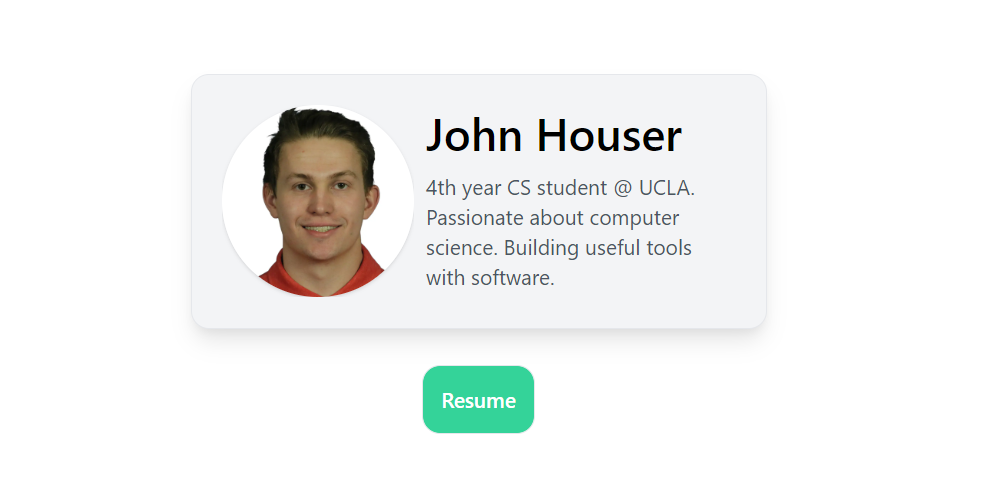 John Houser
4th year CS student @ UCLA.
Passionate about computer
science. Building useful tools
with software.
Resume